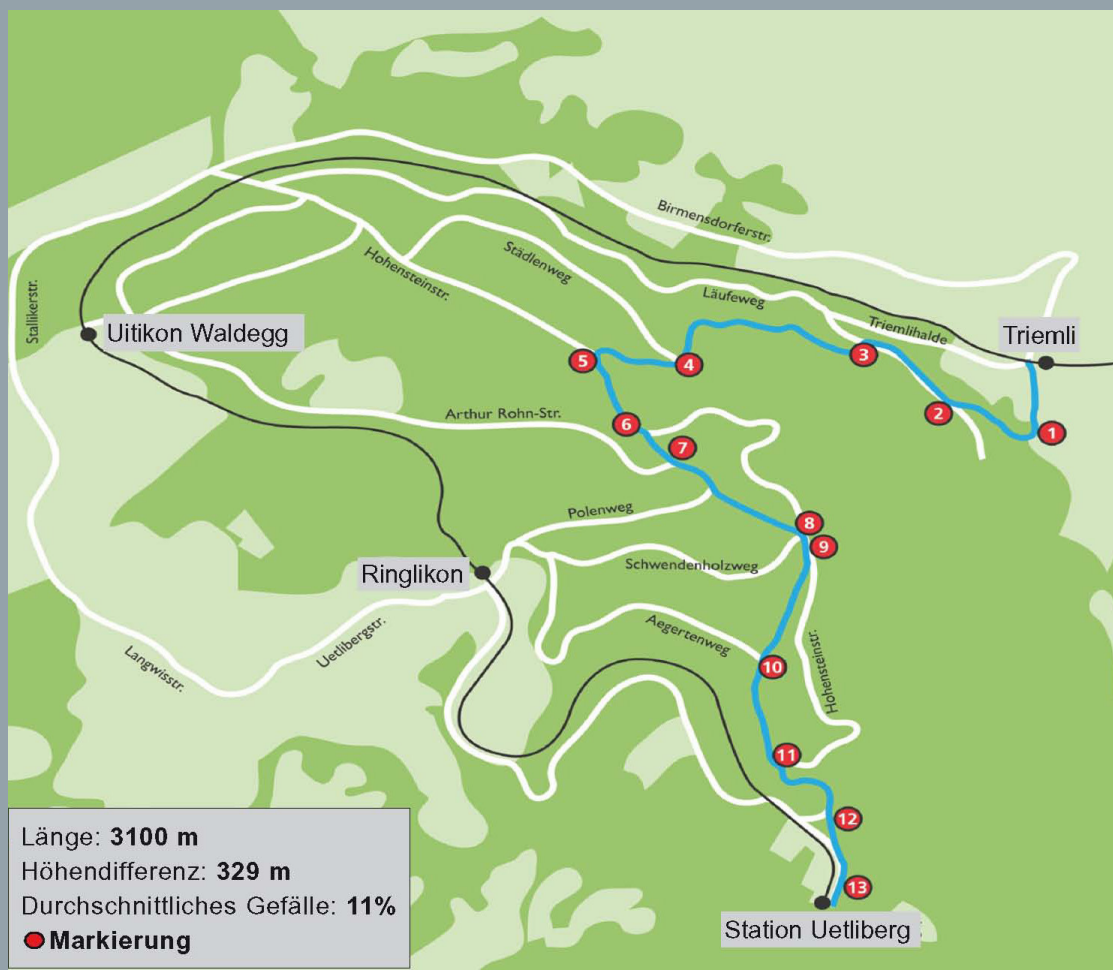 Birmensdorferstr.
Städlenweg
Hohensteinstr.
Läufeweg
Triemlihalde
Triemli
Stallikerstr.
Uitikon Waldegg
3
5
4
2
1
Arthur Rohn-Str.
6
7
Polenweg
8
9
Schwendenholzweg
Ringlikon
Aegertenweg
Uetlibergstr.
Langwisstr.
10
Hohensteinstr.
11
12
13
Station Uetliberg
Länge: 3100 m
Höhendifferenz: 329 m
Durchschnittliches Gefälle: 11%
Markierung